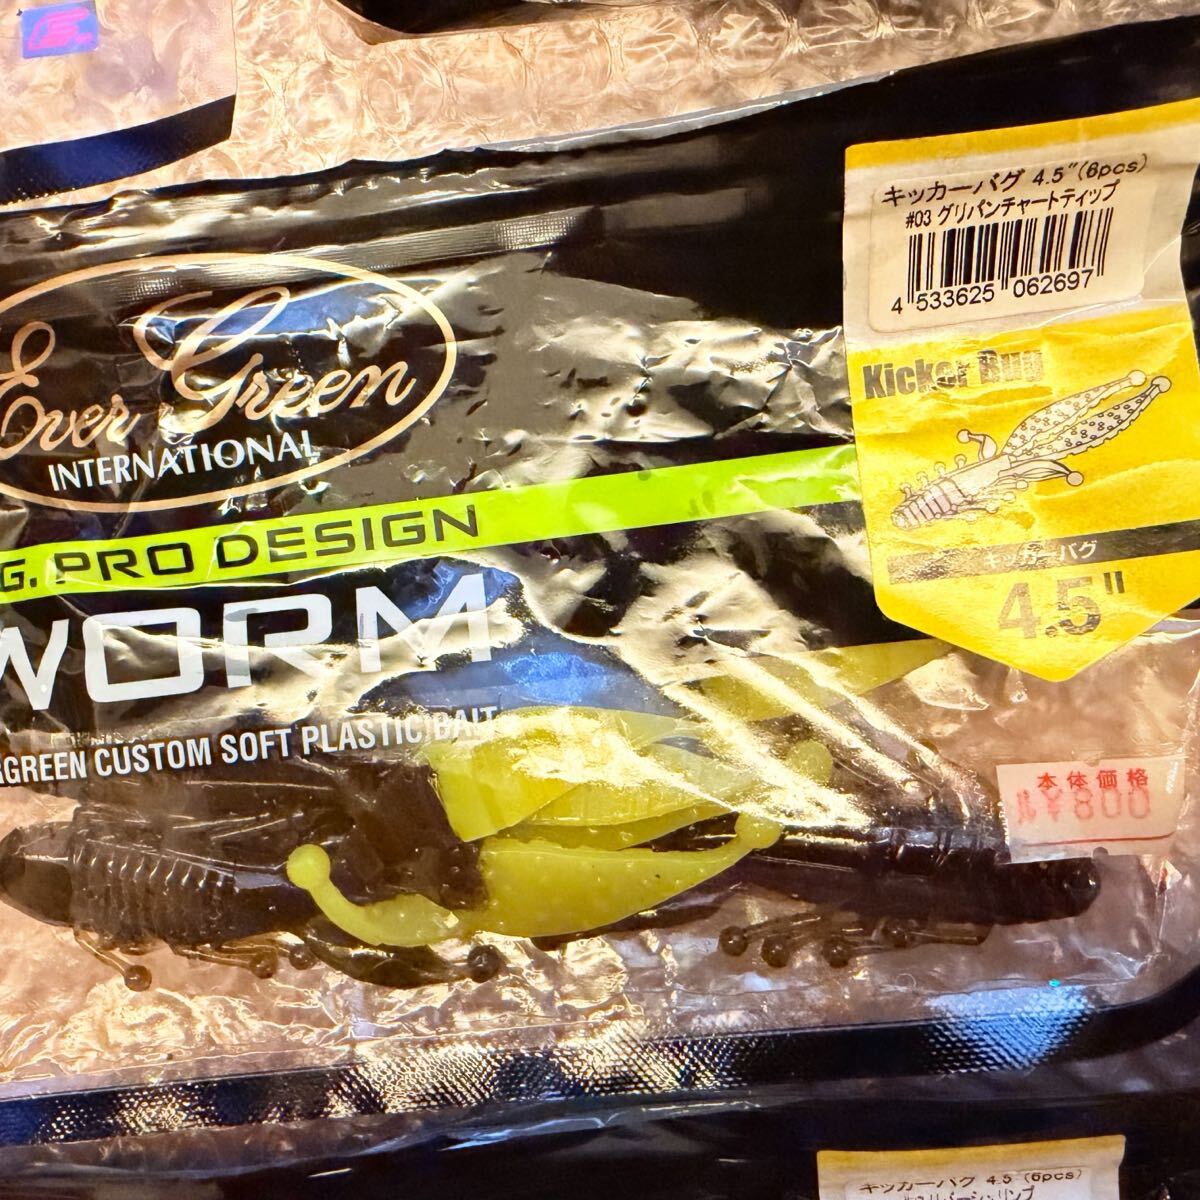 Ever Green
INTERNATIONAL
G. PRO DESIGN
WORM
RGREEN CUSTOM SOFT PLASTIC BAIT
キッカーバグ 4.5"(6pcs)
#03 グリパンチャートティップ
4 533625 062697
Kicker Bug
キッカーバグ
4.5"
本体価格
¥800
キッカーバグ 4.5 (6pcs)